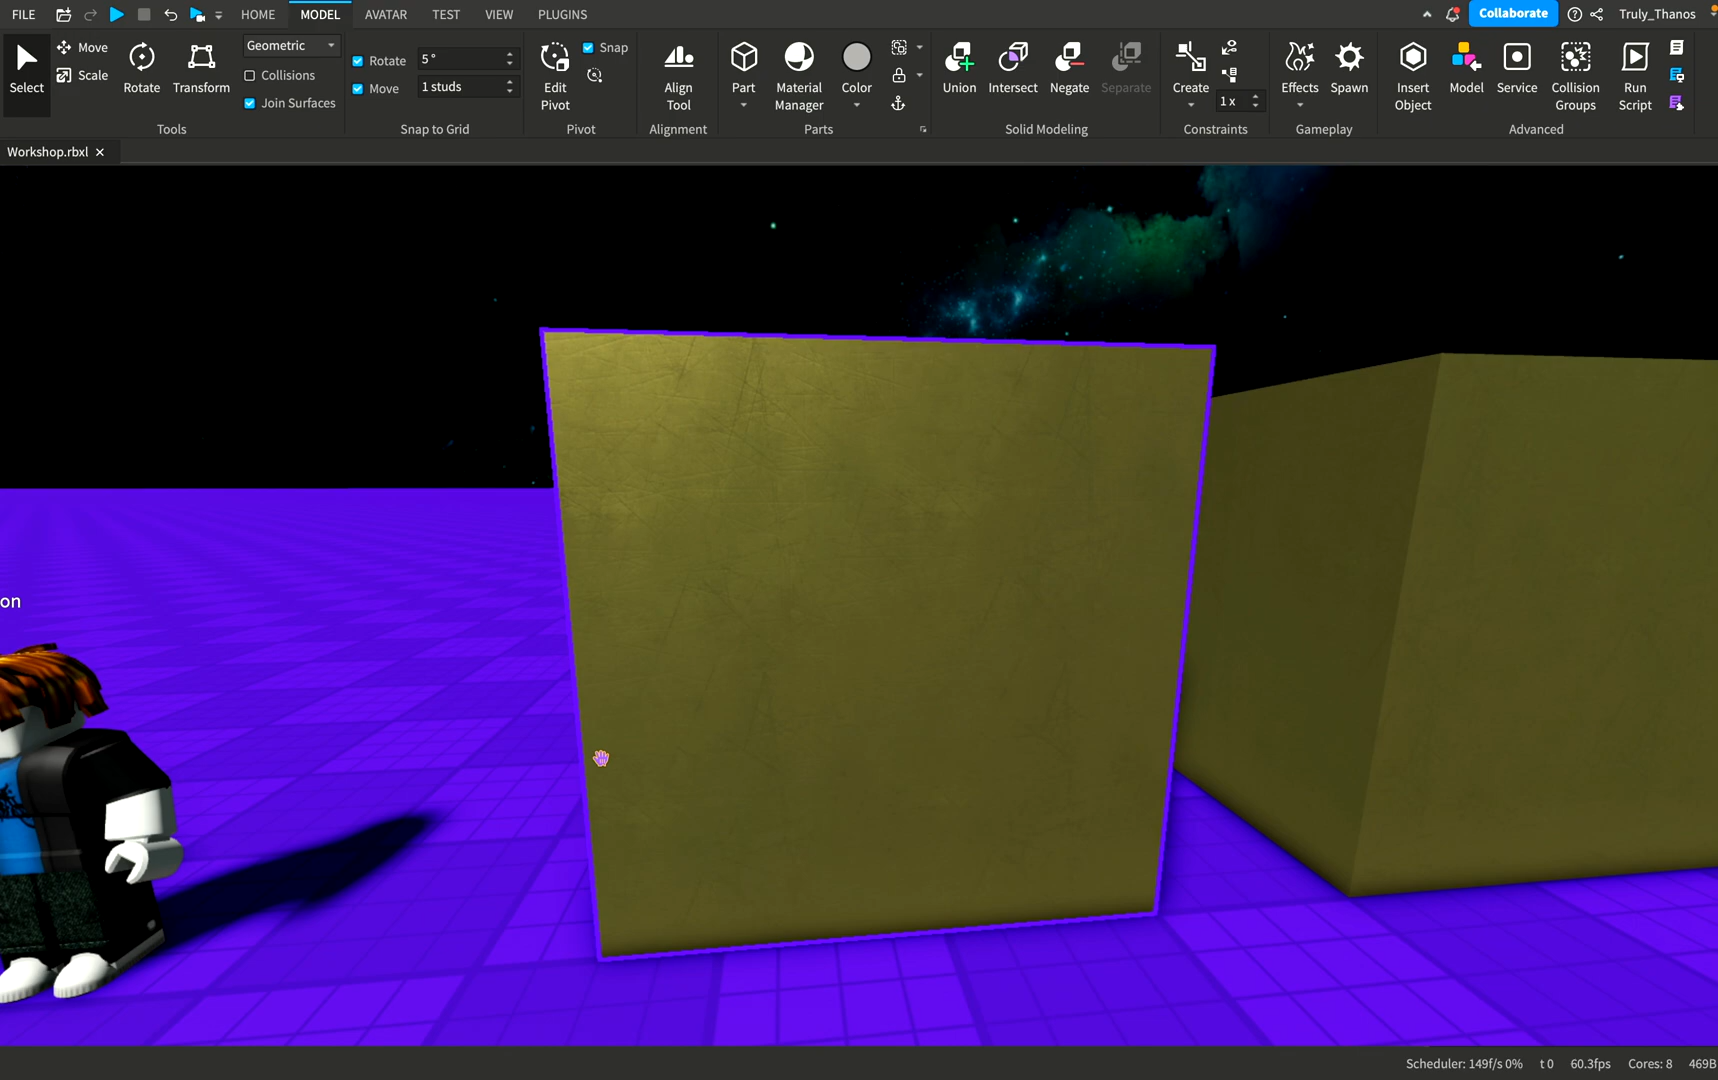 FILE HOME MODEL AVATAR TEST VIEW PLUGINS Collaborate Truly_Thanos
Select Move Scale Rotate Transform Geometric Collisions Join Surfaces
Tools
Rotate 5°
Move 1 studs
Snap to Grid
Edit Pivot Snap
Pivot
Align Tool
Alignment
Part Material Manager Color
Parts
Union Intersect Negate Separate
Solid Modeling
Create 1 x
Constraints
Effects Spawn
Gameplay
Insert Object Model Service Collision Groups Run Script
Advanced
Workshop.rbxl
on
Scheduler: 149f/s 0% t 0 60.3fps Cores: 8 469B